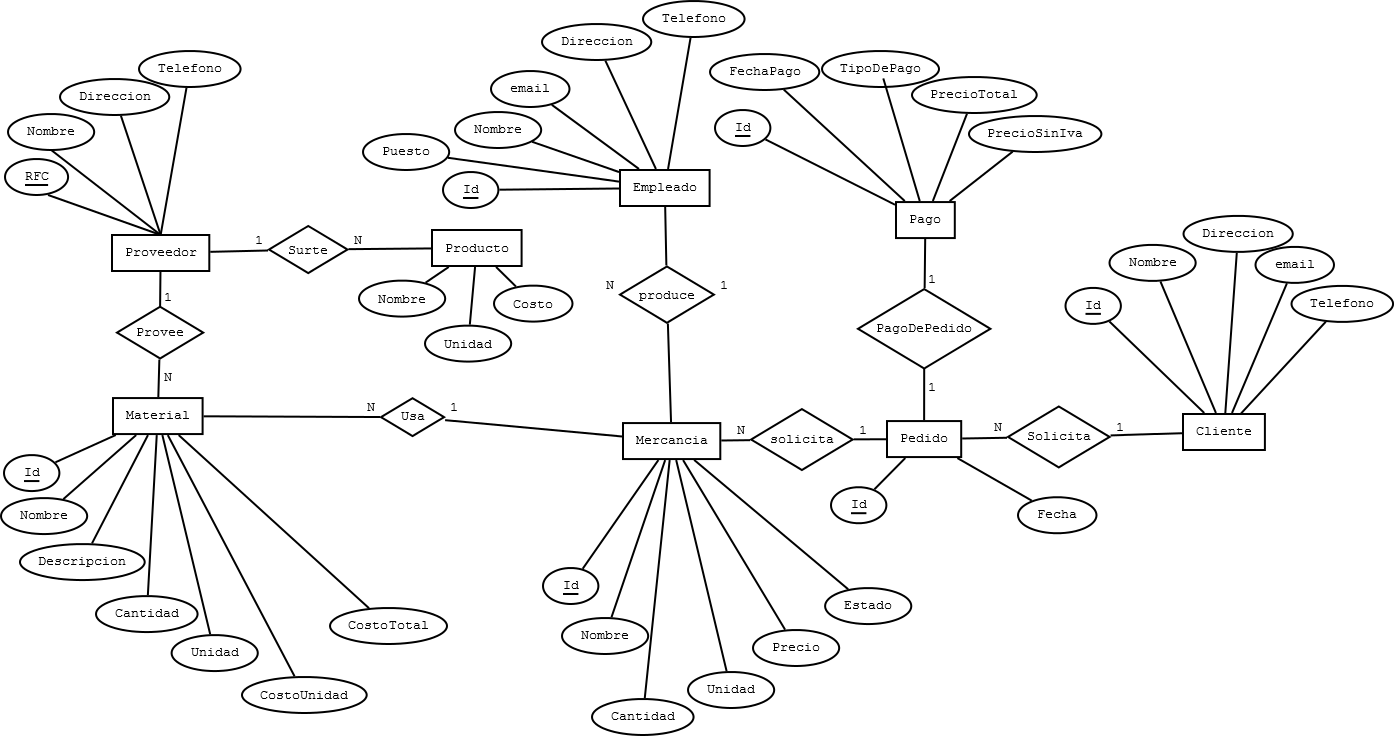 Telefono
Direccion
Nombre
RFC
Proveedor
1
Surte
N
Producto
Nombre
Unidad
Costo
1
Provee
N
Telefono
Direccion
email
Nombre
Puesto
Id
Empleado
N
produce
1
FechaPago
TipoDePago
PrecioTotal
PrecioSinIva
Id
Pago
1
PagoDePedido
1
Direccion
Nombre
email
Id
Telefono
Material
N
Usa
1
Mercancia
N
solicita
1
Pedido
N
Solicita
1
Cliente
Id
Nombre
Descripcion
Cantidad
Unidad
CostoUnidad
CostoTotal
Id
Nombre
Cantidad
Unidad
Precio
Estado
Id
Fecha